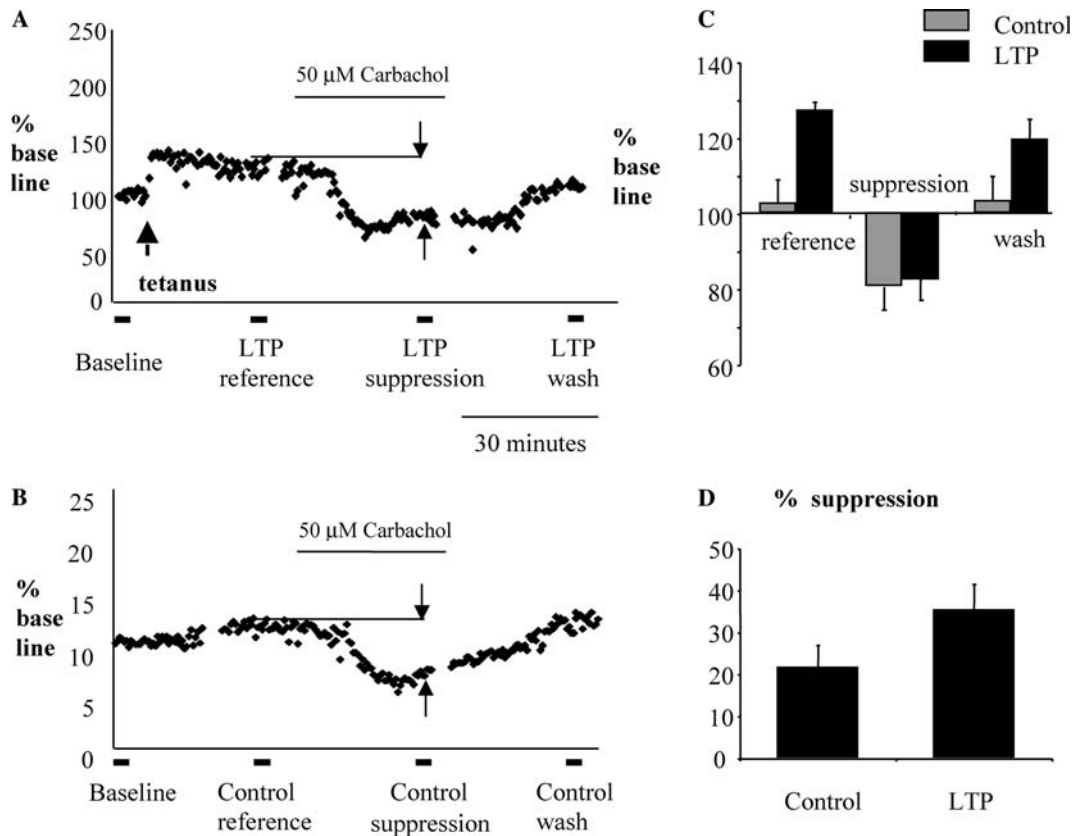 A
250
200
150
100
50
0
%
base
line
50 μM Carbachol
tetanus
Baseline
LTP
reference
LTP
suppression
LTP
wash
30 minutes
B
25
20
15
10
5
0
%
base
line
50 μM Carbachol
Baseline
Control
reference
Control
suppression
Control
wash
C
Control
LTP
140
120
100
80
60
%
base
line
suppression
reference
wash
D % suppression
50
40
30
20
10
0
Control
LTP